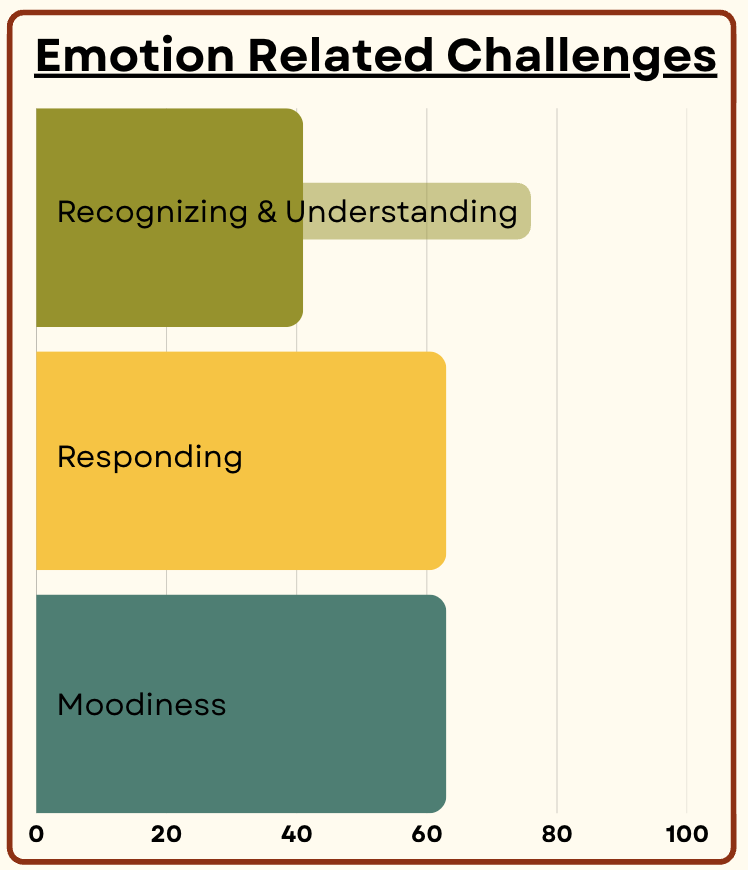 Emotion Related Challenges
Recognizing & Understanding
Responding
Moodiness
0 20 40 60 80 100